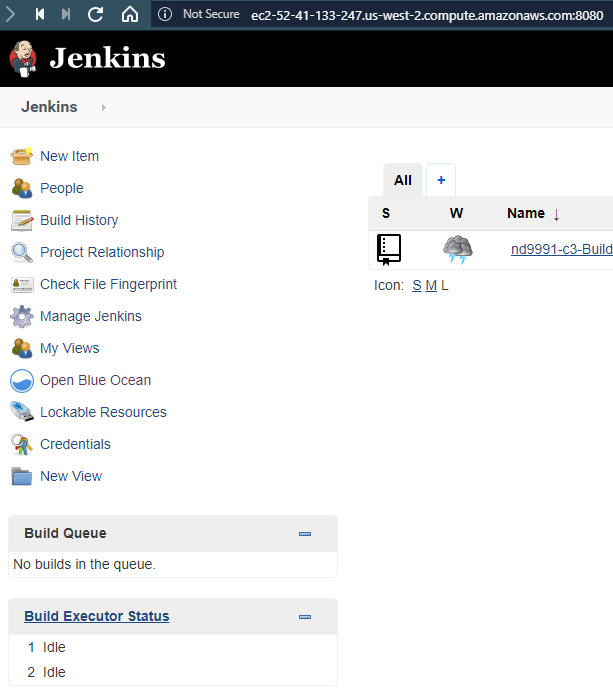 Not Secure ec2-52-41-133-247.us-west-2.compute.amazonaws.com:8080
Jenkins
Jenkins
New Item
People
Build History
Project Relationship
Check File Fingerprint
Manage Jenkins
My Views
Open Blue Ocean
Lockable Resources
Credentials
New View
Build Queue
No builds in the queue.
Build Executor Status
1 Idle
2 Idle
All +
S W Name ↓
nd9991-c3-Build
Icon: S M L